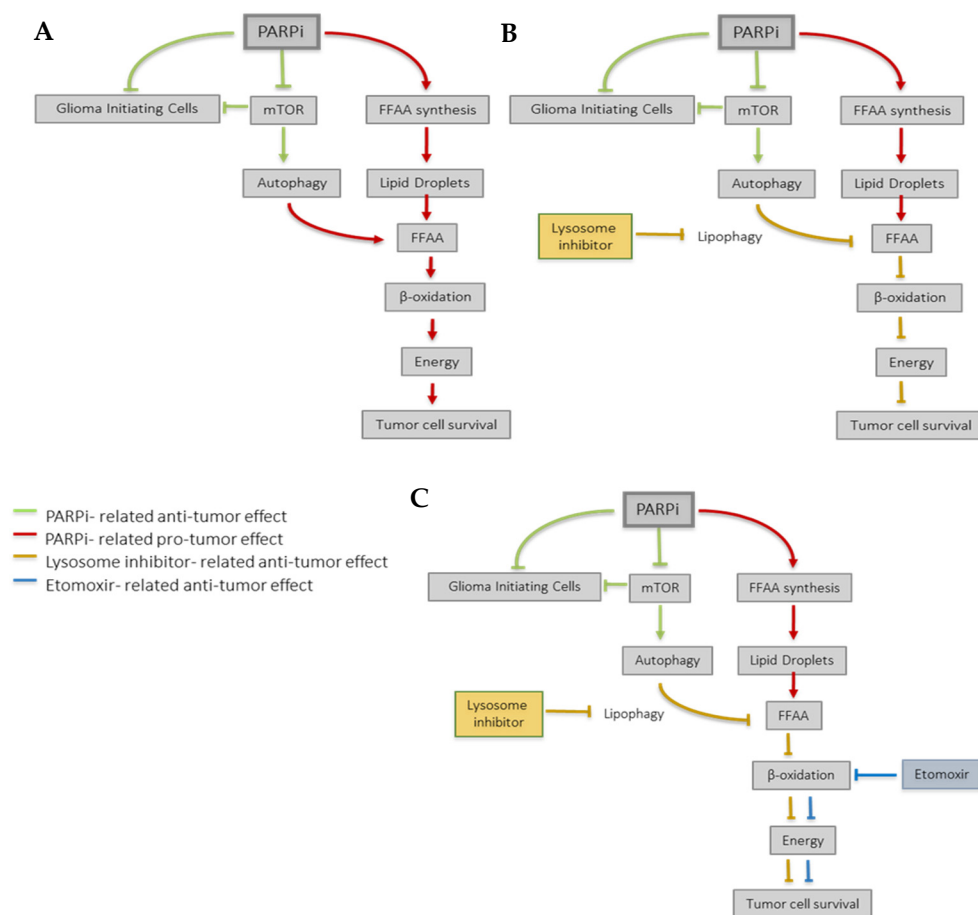 A
PARPi
Glioma Initiating Cells
mTOR
FFAA synthesis
Autophagy
Lipid Droplets
FFAA
β-oxidation
Energy
Tumor cell survival
B
PARPi
Glioma Initiating Cells
mTOR
FFAA synthesis
Autophagy
Lipid Droplets
Lysosome
inhibitor
Lipophagy
FFAA
β-oxidation
Energy
Tumor cell survival
PARPi- related anti-tumor effect
PARPi- related pro-tumor effect
Lysosome inhibitor- related anti-tumor effect
Etomoxir- related anti-tumor effect
C
PARPi
Glioma Initiating Cells
mTOR
FFAA synthesis
Autophagy
Lipid Droplets
Lysosome
inhibitor
Lipophagy
FFAA
β-oxidation
Etomoxir
Energy
Tumor cell survival